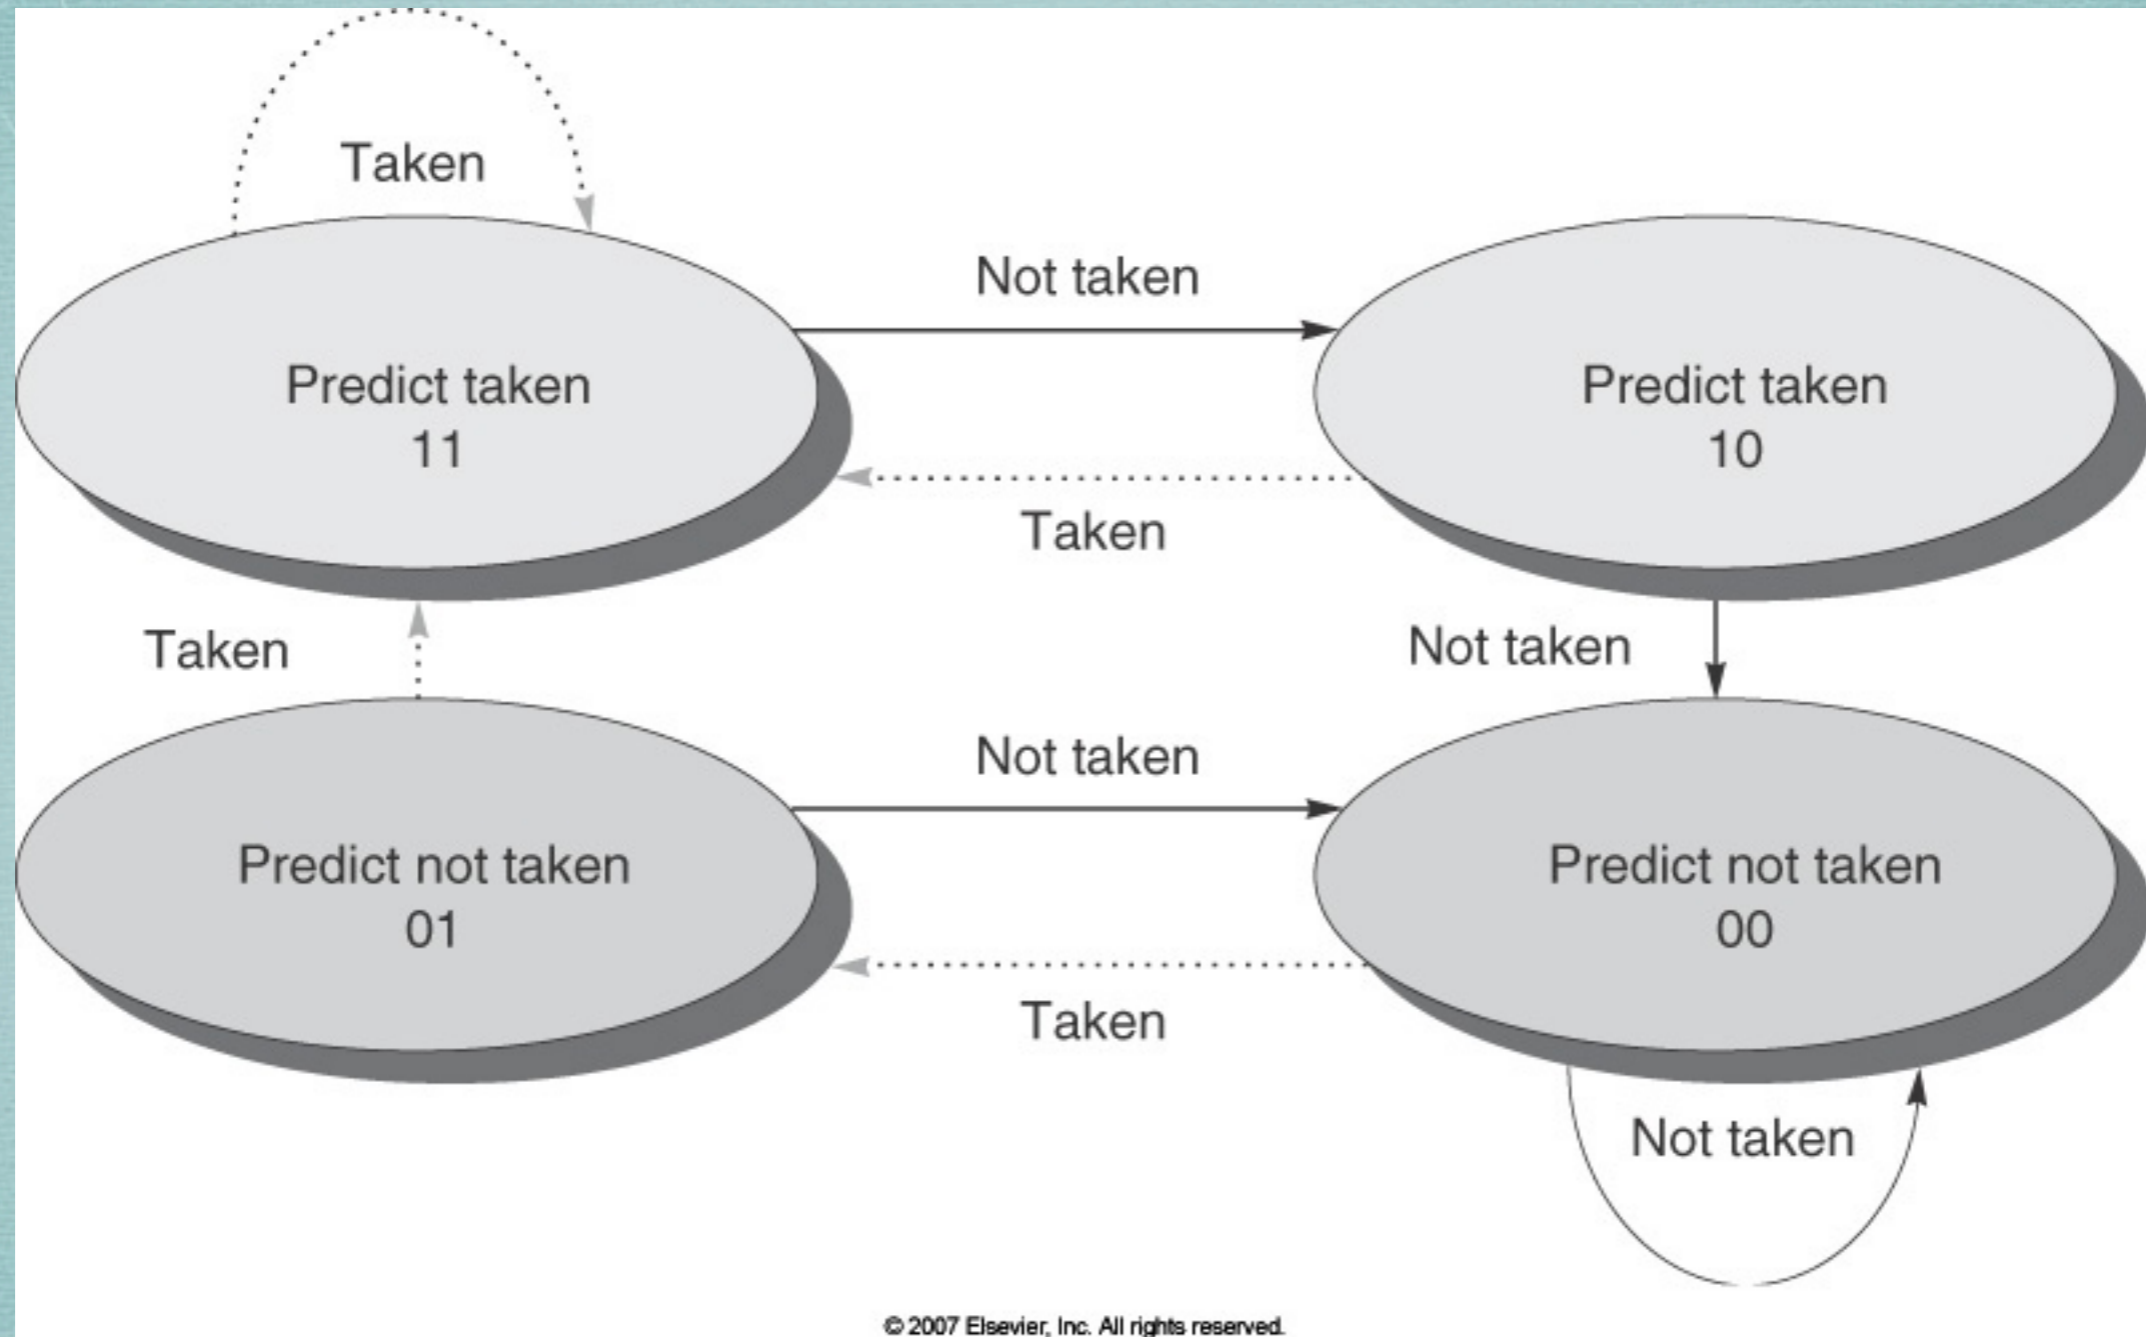 Taken
Not taken
Predict taken
11
Predict taken
10
Taken
Taken
Not taken
Not taken
Predict not taken
01
Predict not taken
00
Taken
Not taken
© 2007 Elsevier, Inc. All rights reserved.